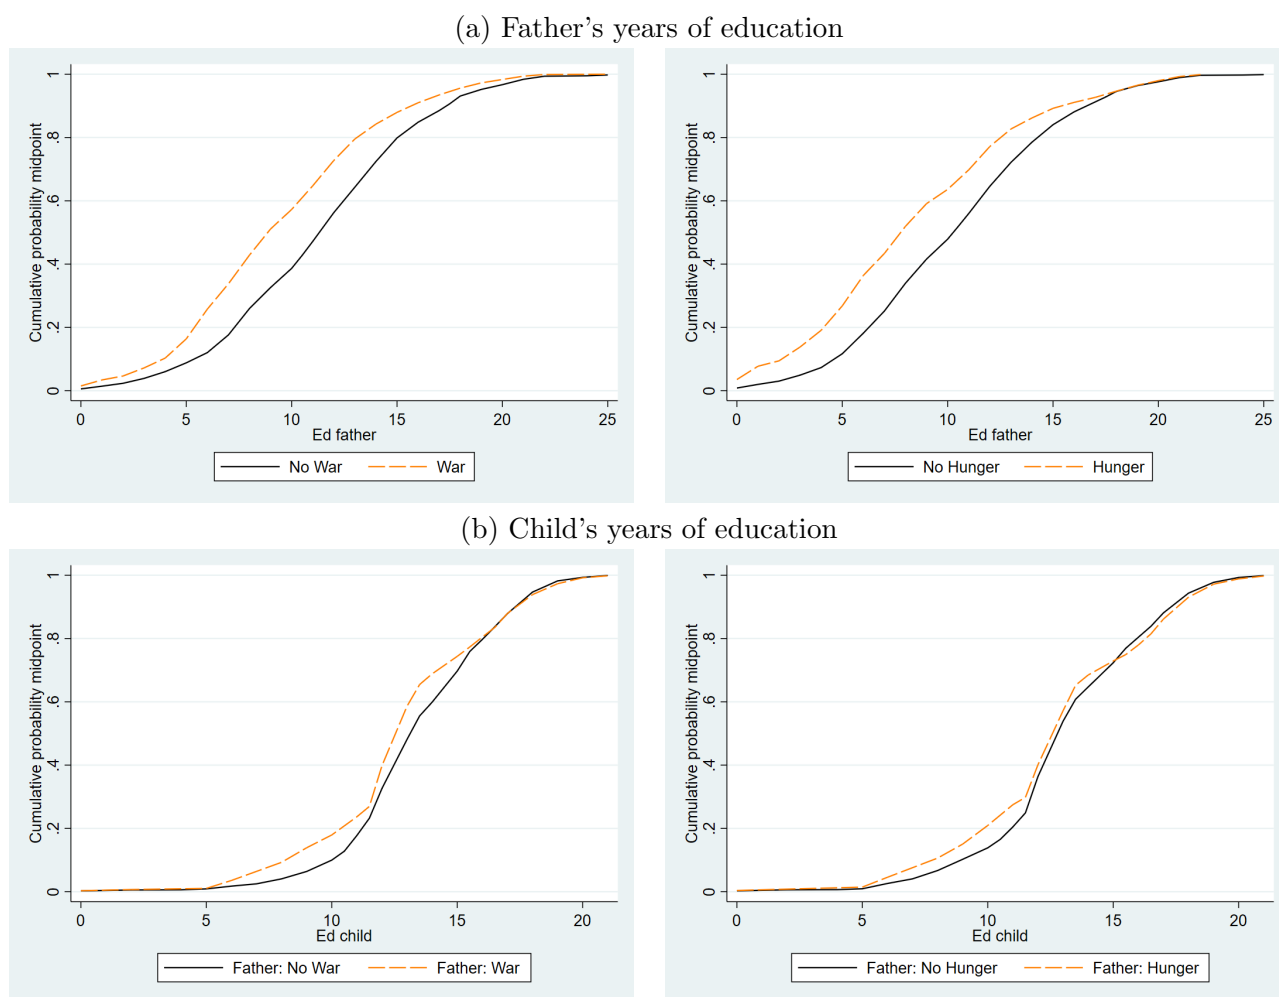 (a) Father's years of education
Cumulative probability midpoint
0 .2 .4 .6 .8 1
0 5 10 15 20 25
Ed father
No War War
Cumulative probability midpoint
0 .2 .4 .6 .8 1
0 5 10 15 20 25
Ed father
No Hunger Hunger
(b) Child's years of education
Cumulative probability midpoint
0 .2 .4 .6 .8 1
0 5 10 15 20
Ed child
Father: No War Father: War
Cumulative probability midpoint
0 .2 .4 .6 .8 1
0 5 10 15 20
Ed child
Father: No Hunger Father: Hunger